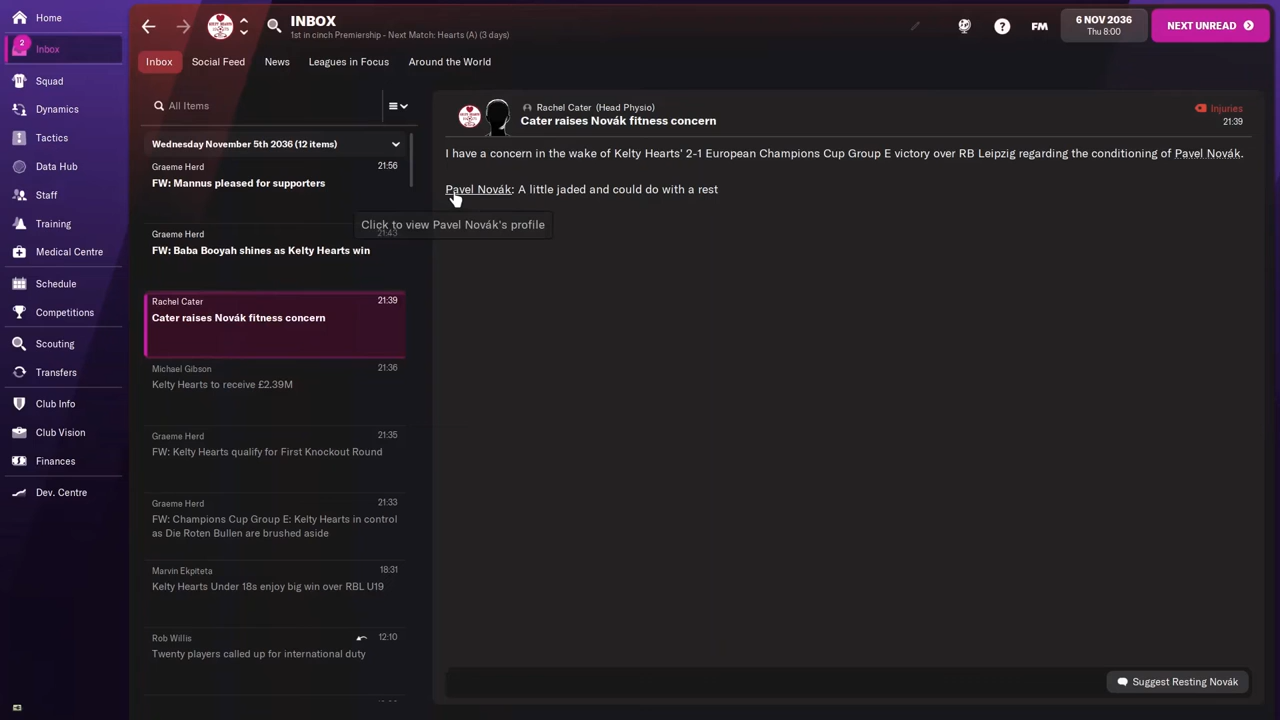 Home
2
Inbox
Squad
Dynamics
Tactics
Data Hub
Staff
Training
Medical Centre
Schedule
Competitions
Scouting
Transfers
Club Info
Club Vision
Finances
Dev. Centre
INBOX
1st in cinch Premiership - Next Match: Hearts (A) (3 days)
?
FM
6 NOV 2036
Thu 8:00
NEXT UNREAD
Inbox
Social Feed
News
Leagues in Focus
Around the World
All Items
Wednesday November 5th 2036 (12 items)
Graeme Herd
21:56
FW: Mannus pleased for supporters
Graeme Herd
21:43
FW: Baba Booyah shines as Kelty Hearts win
Rachel Cater
21:39
Cater raises Novák fitness concern
Michael Gibson
21:36
Kelty Hearts to receive £2.39M
Graeme Herd
21:35
FW: Kelty Hearts qualify for First Knockout Round
Graeme Herd
21:33
FW: Champions Cup Group E: Kelty Hearts in control
as Die Roten Bullen are brushed aside
Marvin Ekpiteta
18:31
Kelty Hearts Under 18s enjoy big win over RBL U19
Rob Willis
12:10
Twenty players called up for international duty
Rachel Cater (Head Physio)
Cater raises Novák fitness concern
Injuries
21:39
I have a concern in the wake of Kelty Hearts' 2-1 European Champions Cup Group E victory over RB Leipzig regarding the conditioning of Pavel Novák.
Pavel Novák: A little jaded and could do with a rest
Click to view Pavel Novák's profile
Suggest Resting Novák